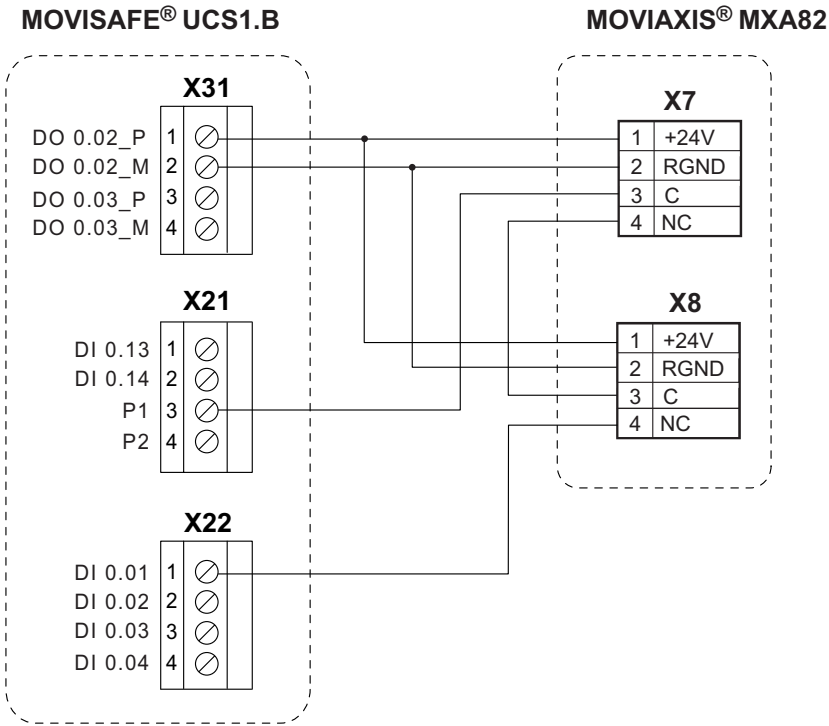 MOVISAFE® UCS1.B
MOVIAXIS® MXA82
X31
DO 0.02_P 1
DO 0.02_M 2
DO 0.03_P 3
DO 0.03_M 4
X7
1 +24V
2 RGND
3 C
4 NC
X21
DI 0.13 1
DI 0.14 2
P1 3
P2 4
X8
1 +24V
2 RGND
3 C
4 NC
X22
DI 0.01 1
DI 0.02 2
DI 0.03 3
DI 0.04 4